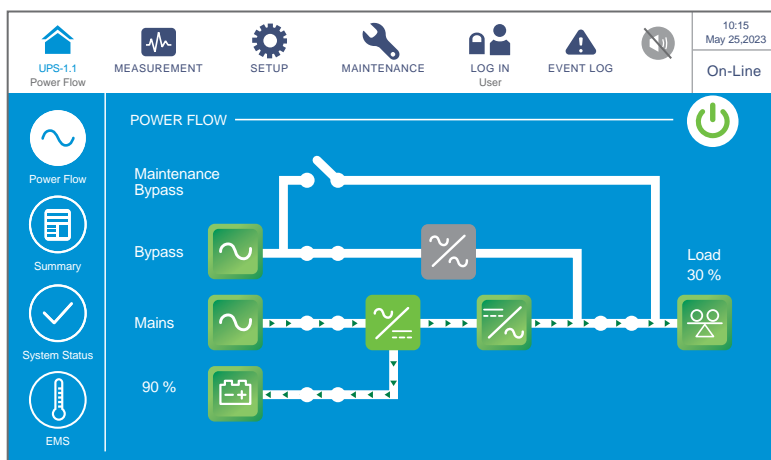 10:15
May 25,2023
UPS-1.1
Power Flow
MEASUREMENT
SETUP
MAINTENANCE
LOG IN
User
EVENT LOG
On-Line
POWER FLOW
Power Flow
Summary
System Status
EMS
Maintenance
Bypass
Bypass
Load
30 %
Mains
90 %